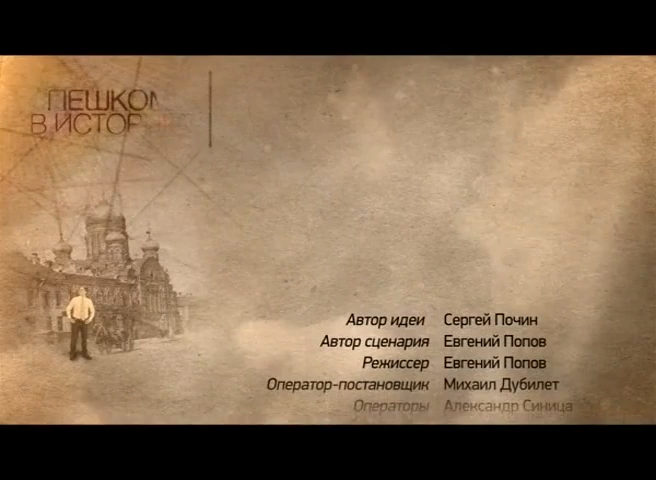 ПЕШКОМ
В ИСТОР
Автор идеи Сергей Почин
Автор сценария Евгений Попов
Режиссер Евгений Попов
Оператор-постановщик Михаил Дубилет
Операторы Александр Синица